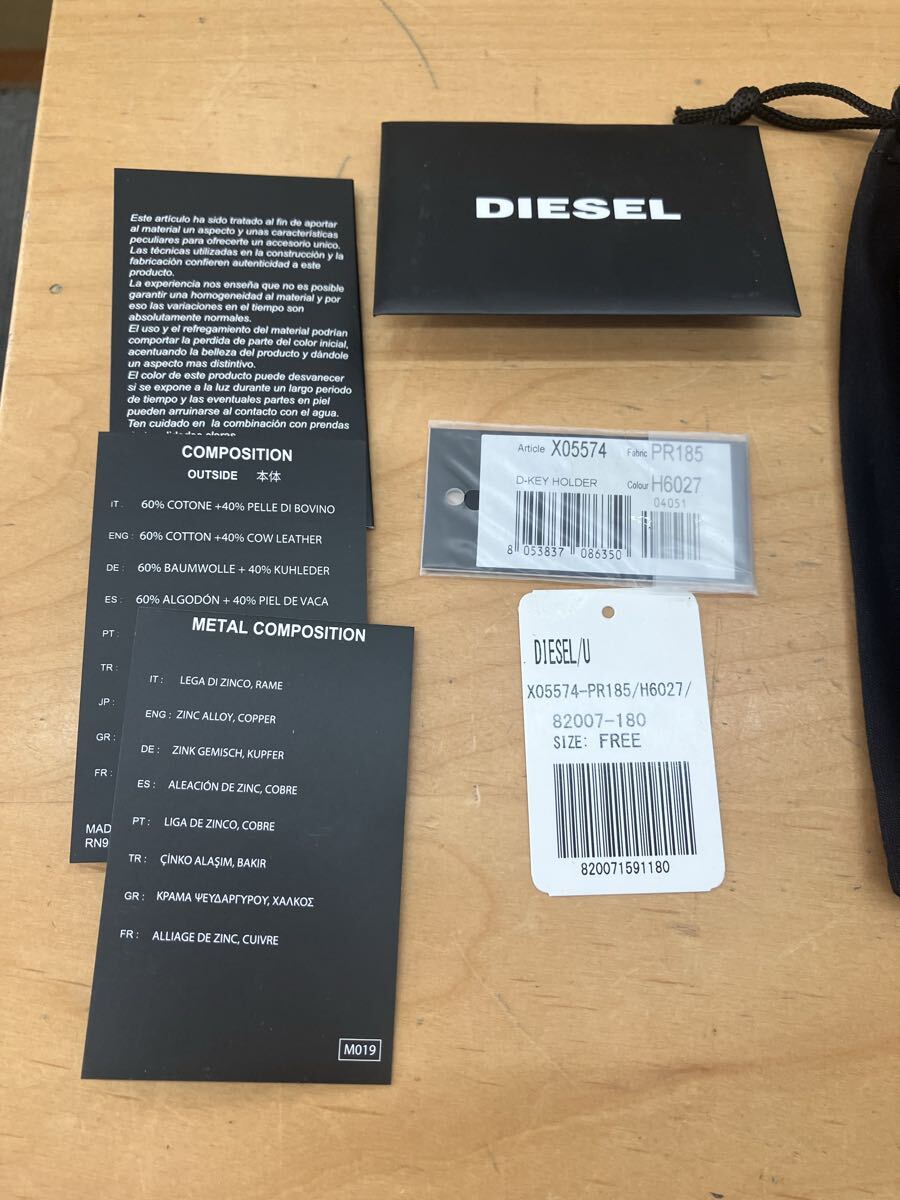 Este artículo ha sido tratado al fin de aportar
al material un aspecto y unas características
peculiares para ofrecerte un accesorio unico.
Las técnicas utilizadas en la construcción y la
fabricación confieren autenticidad a este
producto.
La experiencia nos enseña que no es posible
garantir una homogeneidad al material y por
eso las variaciones en el tiempo son
absolutamente normales.
El uso y el refregamiento del material podrían
comportar la perdida de parte del color inicial,
acentuando la belleza del producto y dándole
un aspecto mas distintivo.
El color de este producto puede desvanecer
si se expone a la luz durante un largo periodo
de tiempo y las eventuales partes en piel
pueden arruinarse al contacto con el agua.
Ten cuidado en la combinación con prendas
DIESEL
COMPOSITION
OUTSIDE 本体
IT : 60% COTONE +40% PELLE DI BOVINO
ENG : 60% COTTON +40% COW LEATHER
DE : 60% BAUMWOLLE + 40% KUHLEDER
ES : 60% ALGODÓN + 40% PIEL DE VACA
PT :
TR :
JP :
GR :
FR :
MAD
RN9
METAL COMPOSITION
IT : LEGA DI ZINCO, RAME
ENG : ZINC ALLOY, COPPER
DE : ZINK GEMISCH, KUPFER
ES : ALEACIÓN DE ZINC, COBRE
PT : LIGA DE ZINCO, COBRE
TR : ÇİNKO ALAŞIM, BAKIR
GR : ΚΡΑΜΑ ΨΕΥΔΑΡΓΥΡΟΥ, ΧΑΛΚΟΣ
FR : ALLIAGE DE ZINC, CUIVRE
M019
Article X05574 Fabric PR185
D-KEY HOLDER Colour H6027
04051
8 053837 086350
DIESEL/U
X05574-PR185/H6027/
82007-180
SIZE: FREE
820071591180